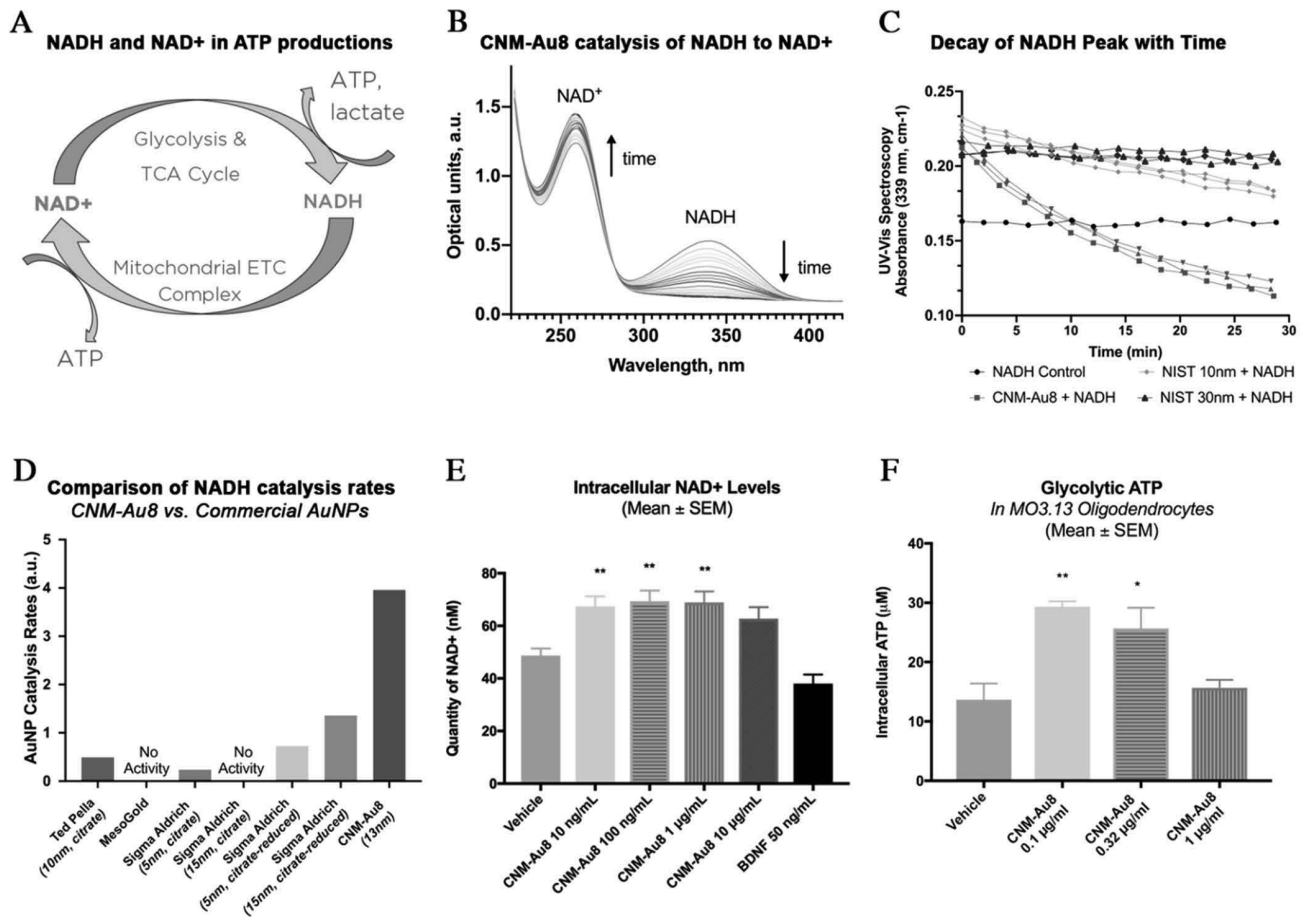 A
NADH and NAD+ in ATP productions
ATP,
lactate
Glycolysis &
TCA Cycle
NAD+
NADH
Mitochondrial ETC
Complex
ATP
B
CNM-Au8 catalysis of NADH to NAD+
Optical units, a.u.
1.5
1.0
0.5
0.0
NAD+
time
NADH
time
250
300
350
400
Wavelength, nm
C
Decay of NADH Peak with Time
UV-Vis Spectroscopy
Absorbance (339 nm, cm-1)
0.25
0.20
0.15
0.10
0
5
10
15
20
25
30
Time (min)
NADH Control
NIST 10nm + NADH
CNM-Au8 + NADH
NIST 30nm + NADH
D
Comparison of NADH catalysis rates
CNM-Au8 vs. Commercial AuNPs
AuNP Catalysis Rates (a.u.)
5
4
3
2
1
0
No
Activity
No
Activity
Ted Pella
(10nm, citrate)
MesoGold
Sigma Aldrich
(5nm, citrate)
Sigma Aldrich
(15nm, citrate)
Sigma Aldrich
(5nm, citrate-reduced)
Sigma Aldrich
(15nm, citrate-reduced)
CNM-Au8
(13nm)
E
Intracellular NAD+ Levels
(Mean ± SEM)
Quantity of NAD+ (nM)
80
60
40
20
0
**
**
**
Vehicle
CNM-Au8 10 ng/mL
CNM-Au8 100 ng/mL
CNM-Au8 1 µg/mL
CNM-Au8 10 µg/mL
BDNF 50 ng/mL
F
Glycolytic ATP
In MO3.13 Oligodendrocytes
(Mean ± SEM)
Intracellular ATP (µM)
40
30
20
10
0
**
*
Vehicle
CNM-Au8
0.1 µg/ml
CNM-Au8
0.32 µg/ml
CNM-Au8
1 µg/ml